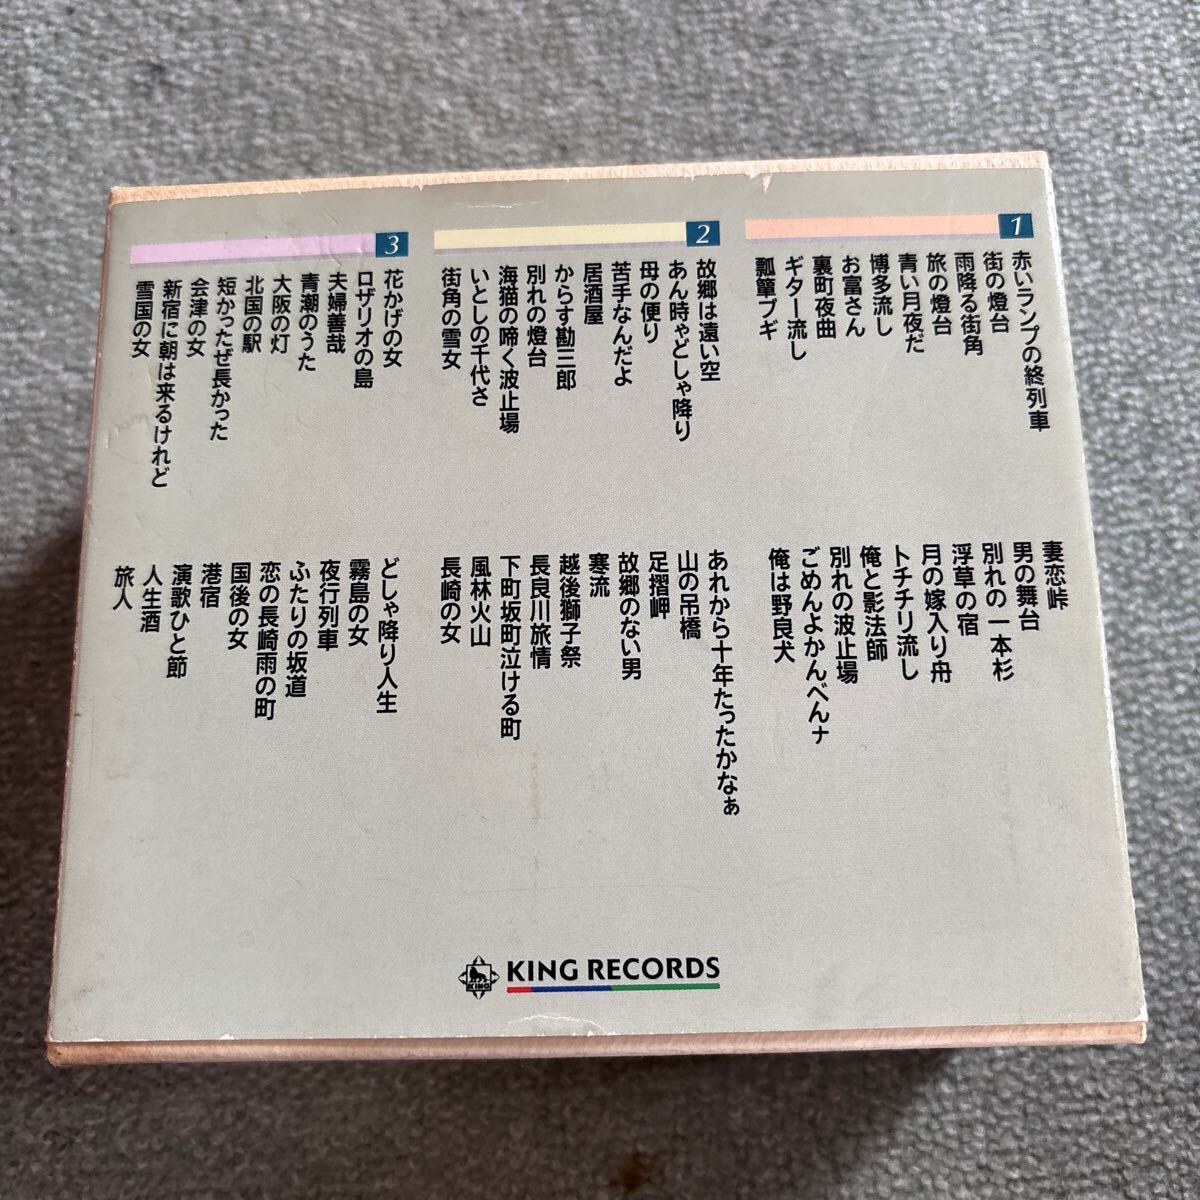 1
赤いランプの終列車
街の燈台
雨降る街角
旅の燈台
青い月夜だ
博多流し
お富さん
裏町夜曲
ギター流し
瓢箪ブギ
妻恋峠
男の舞台
別れの一本杉
浮草の宿
月の嫁入り舟
トチチリ流し
俺と影法師
別れの波止場
ごめんよかんべんナ
俺は野良犬
2
故郷は遠い空
あん時ゃどしゃ降り
母の便り
苦手なんだよ
居酒屋
からす勘三郎
別れの燈台
海猫の啼く波止場
いとしの千代さ
街角の雪女
あれから十年たったかなぁ
山の吊橋
足摺岬
故郷のない男
寒流
越後獅子祭
長良川旅情
下町坂町泣ける町
風林火山
長崎の女
3
花かげの女
ロザリオの島
夫婦善哉
青潮のうた
大阪の灯
北国の駅
短かったぜ長かった
会津の女
新宿に朝は来るけれど
雪国の女
どしゃ降り人生
霧島の女
夜行列車
ふたりの坂道
恋の長崎雨の町
国後の女
港宿
演歌ひと節
人生酒
旅人
KING
KING RECORDS